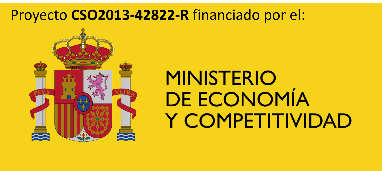 Proyecto CSO2013-42822-R financiado por el:
MINISTERIO
DE ECONOMÍA
Y COMPETITIVIDAD